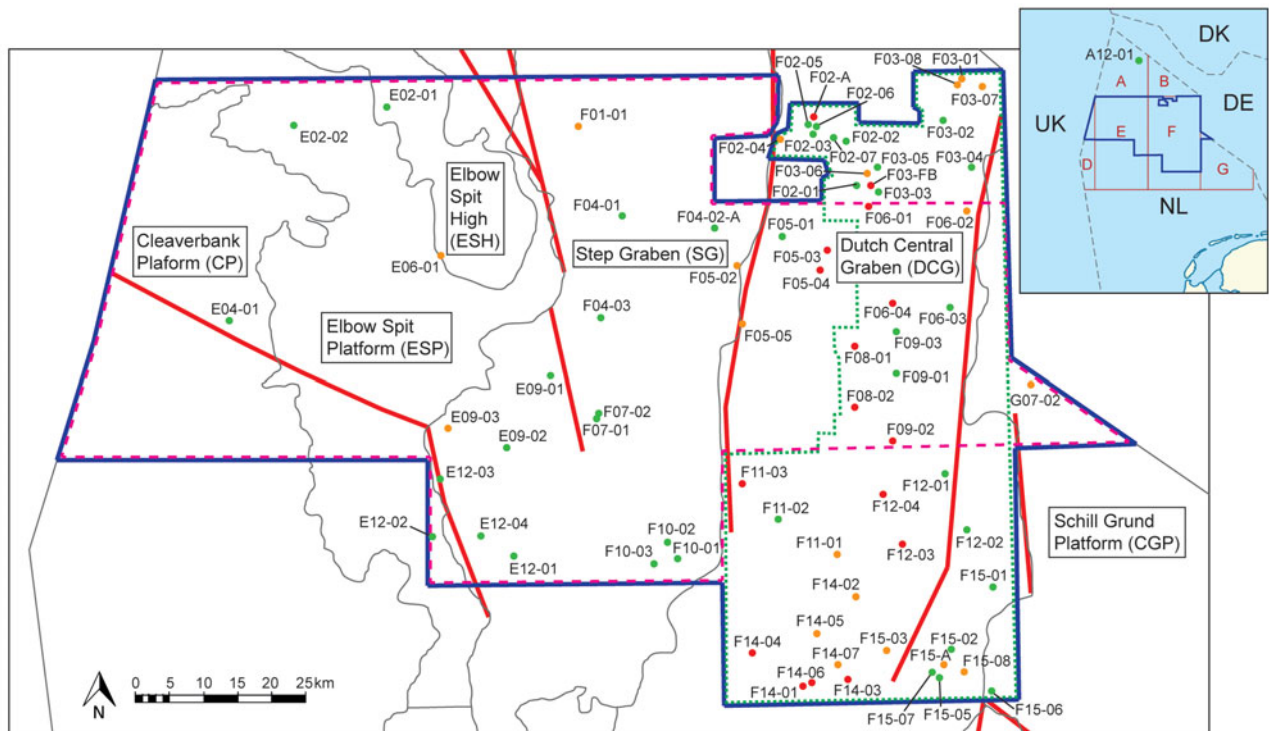 A12-01
DK
A
B
DE
UK
E
F
D
G
NL
F02-05
F02-A
F02-06
F03-08
F03-01
F03-07
E02-01
E02-02
F01-01
F02-04
F02-03
F02-02
F02-07
F03-02
F03-05
F03-04
F03-06
F03-FB
F02-01
F03-03
Elbow
Spit
High
(ESH)
F04-01
F04-02-A
F05-01
F06-01
F06-02
Cleaverbank
Plaform (CP)
E06-01
Step Graben (SG)
Dutch Central
Graben (DCG)
F05-03
F05-02
F05-04
E04-01
F04-03
F06-04
F06-03
Elbow Spit
Platform (ESP)
F05-05
F09-03
F08-01
E09-01
F09-01
G07-02
F07-02
F07-01
F08-02
E09-03
E09-02
F09-02
E12-03
F11-03
F12-01
F12-04
E12-02
E12-04
F11-02
F10-02
F12-02
Schill Grund
Platform (CGP)
F10-03
F10-01
E12-01
F11-01
F12-03
F14-02
F15-01
F14-05
F14-04
F15-03
F15-02
F14-07
F15-A
F15-08
F14-06
F14-01
F14-03
F15-07
F15-05
F15-06
N
0 5 10 15 20 25km